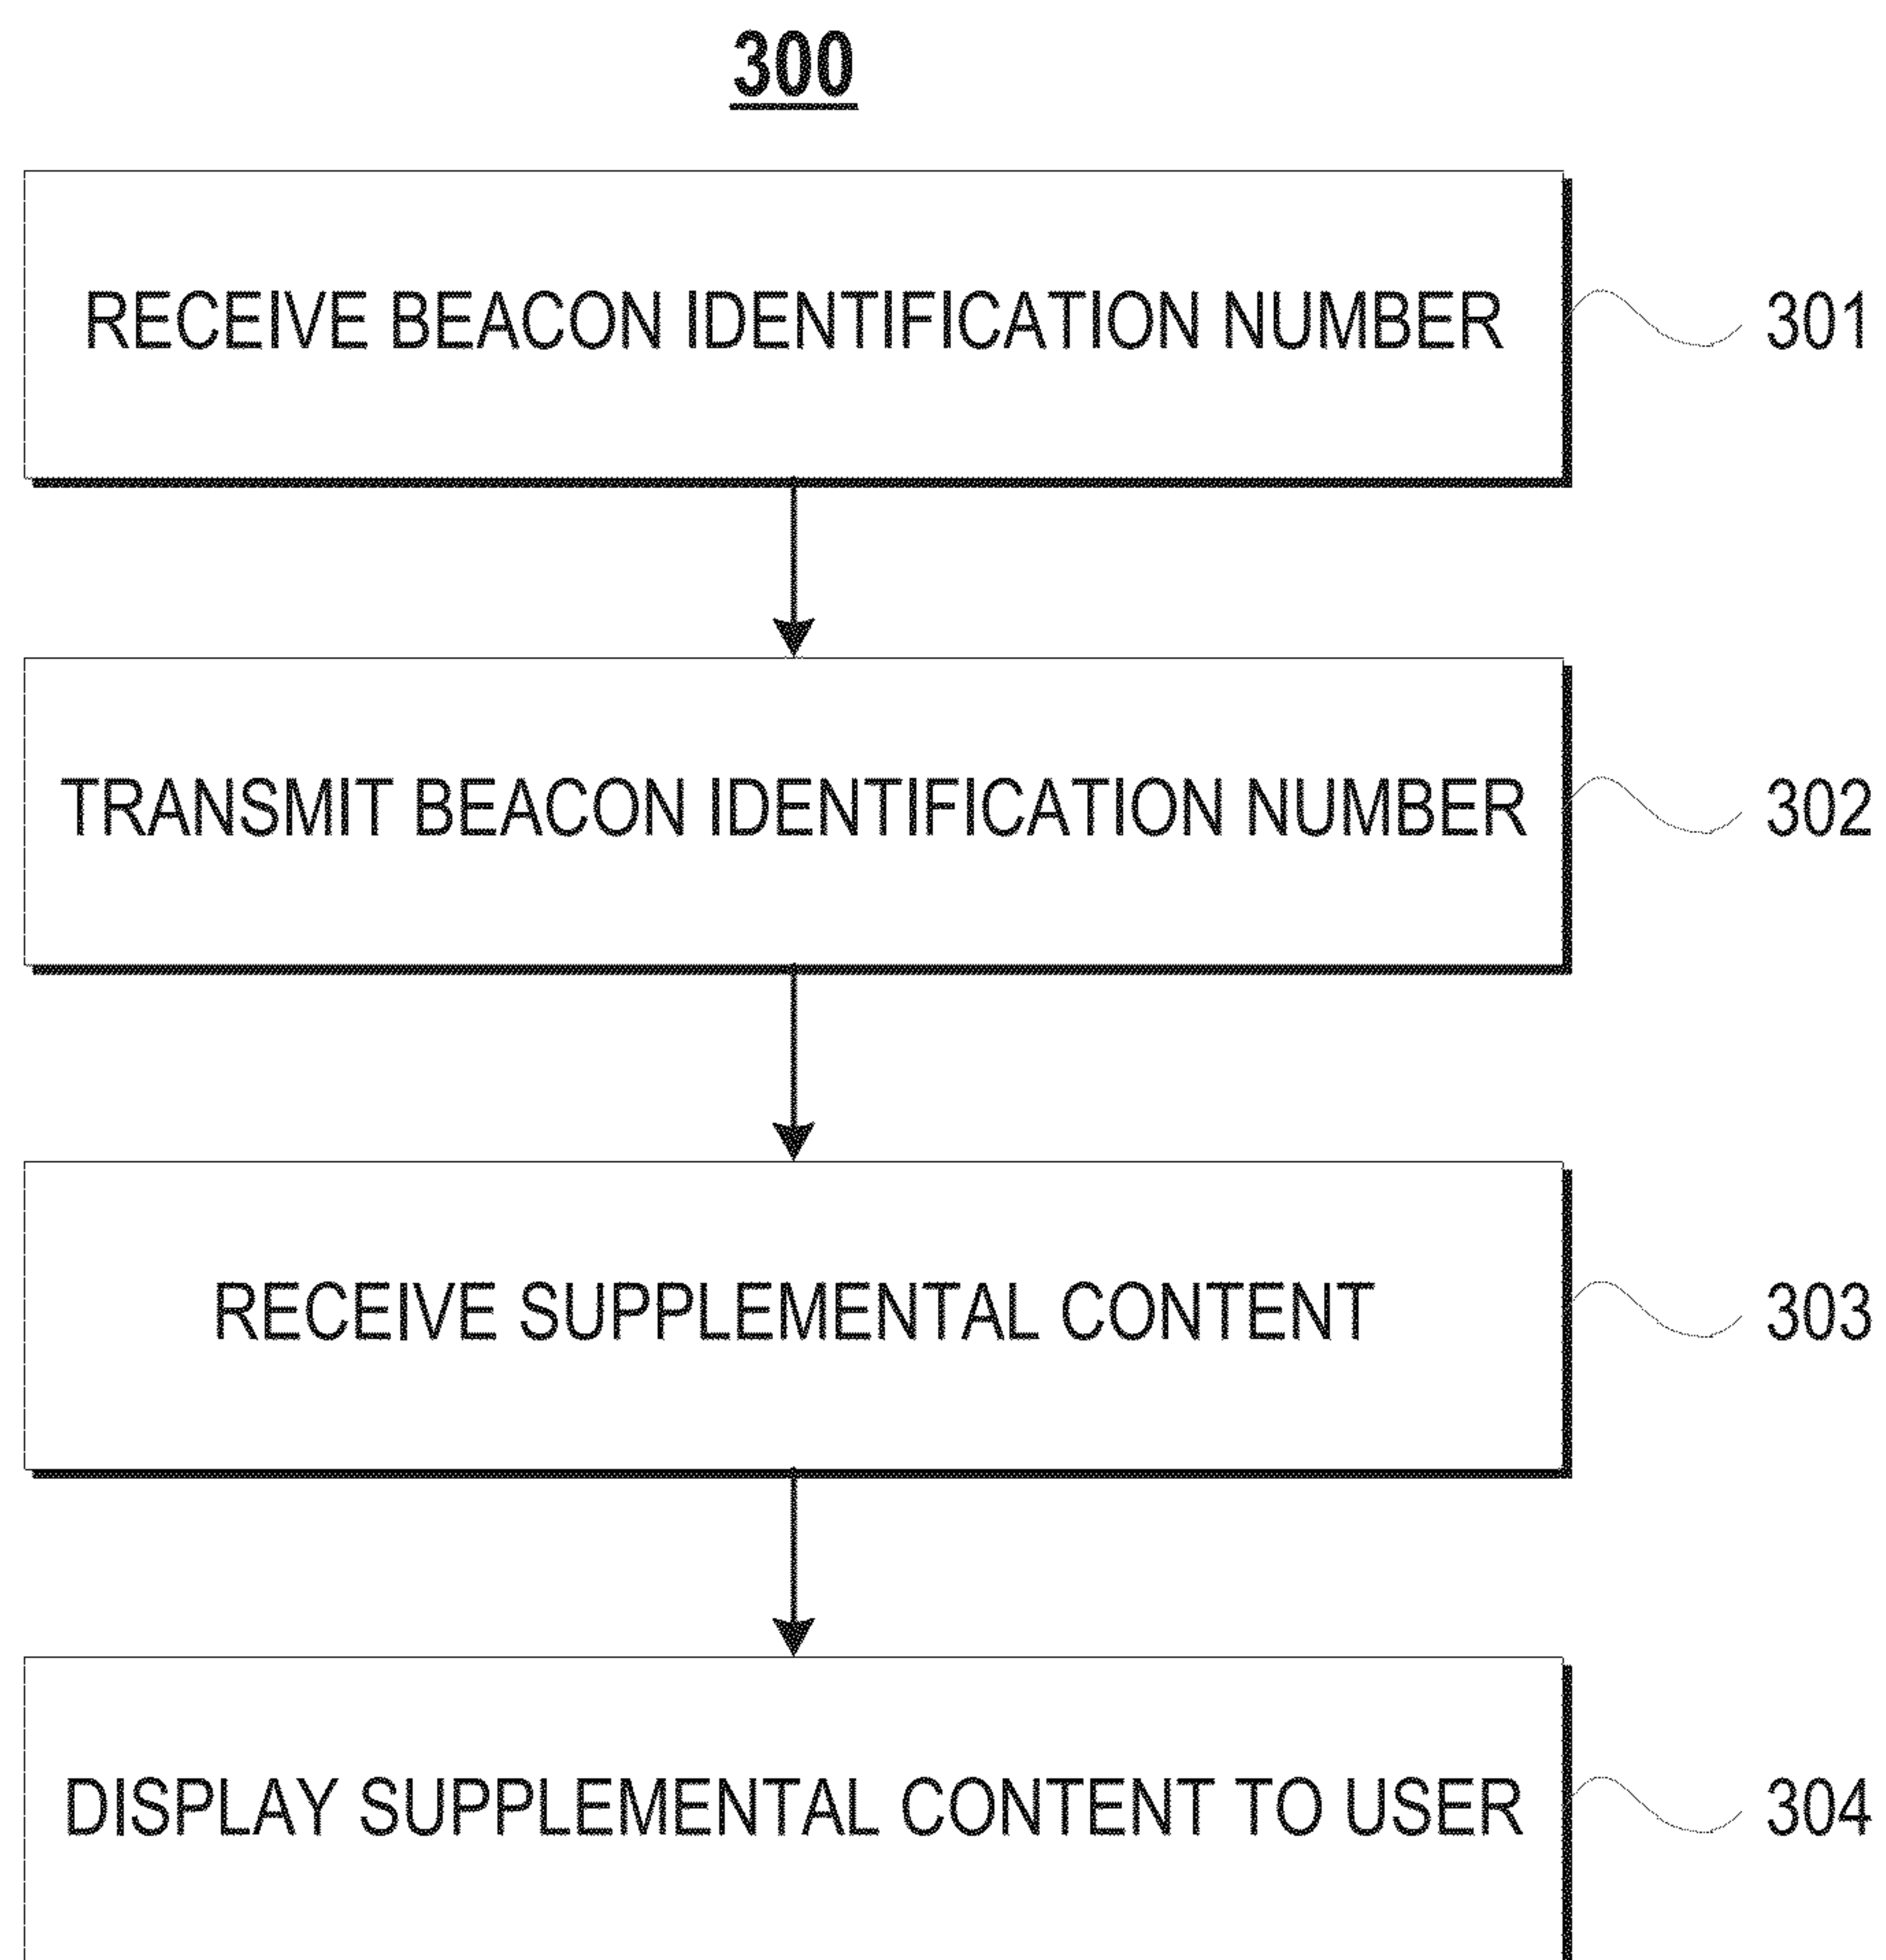 300
RECEIVE BEACON IDENTIFICATION NUMBER
301
TRANSMIT BEACON IDENTIFICATION NUMBER
302
RECEIVE SUPPLEMENTAL CONTENT
303
DISPLAY SUPPLEMENTAL CONTENT TO USER
304